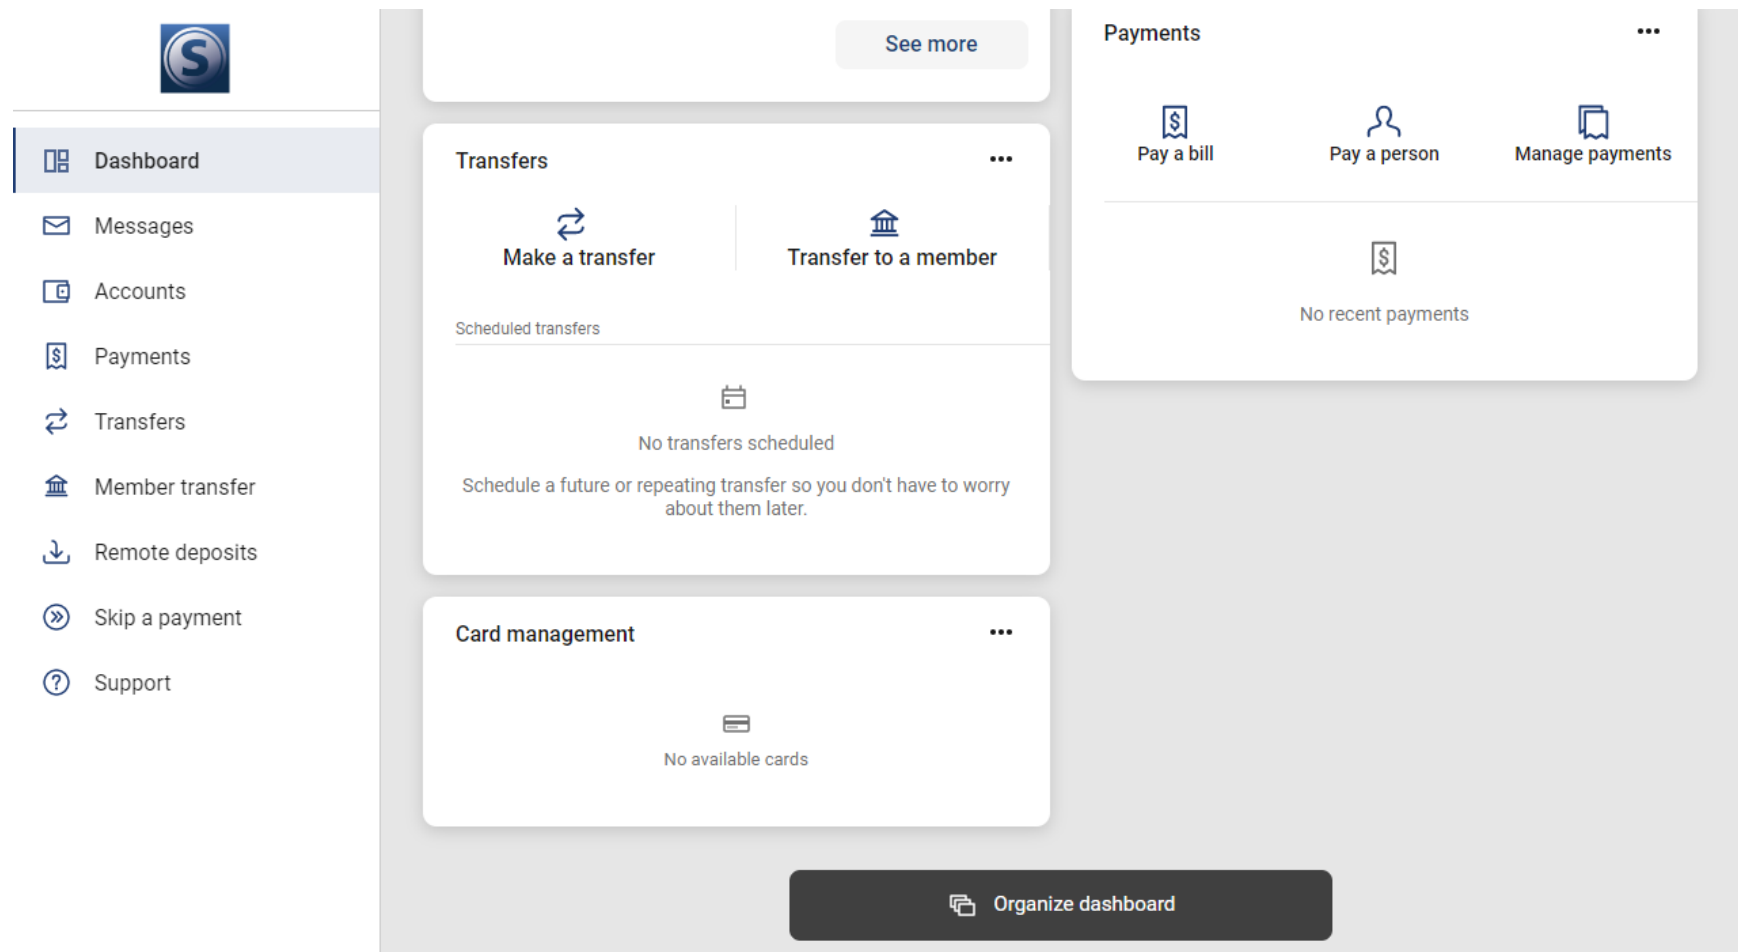 S
Dashboard
Messages
Accounts
Payments
Transfers
Member transfer
Remote deposits
Skip a payment
Support
See more
Transfers
Make a transfer
Transfer to a member
Scheduled transfers
No transfers scheduled
Schedule a future or repeating transfer so you don't have to worry
about them later.
Card management
No available cards
Payments
Pay a bill
Pay a person
Manage payments
No recent payments
Organize dashboard